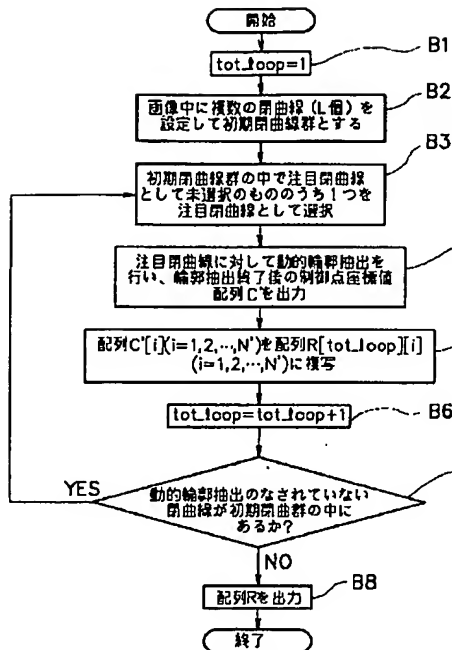 開始
B1
tot_loop=1
B2
画像中に複数の閉曲線(L個)を
設定して初期閉曲線群とする
B3
初期閉曲線群の中で注目閉曲線
として未選択のもののうち1つを
注目閉曲線として選択
注目閉曲線に対して動的輪郭抽出を
行い、輪郭抽出終了後の制御点座標値
配列C'を出力
配列C'[i](i=1,2,…,N')を配列R[tot_loop][i]
(i=1,2,…,N')に複写
B6
tot_loop=tot_loop+1
YES
動的輪郭抽出のなされていない
閉曲線が初期閉曲群の中に
あるか?
NO
B8
配列Rを出力
終了